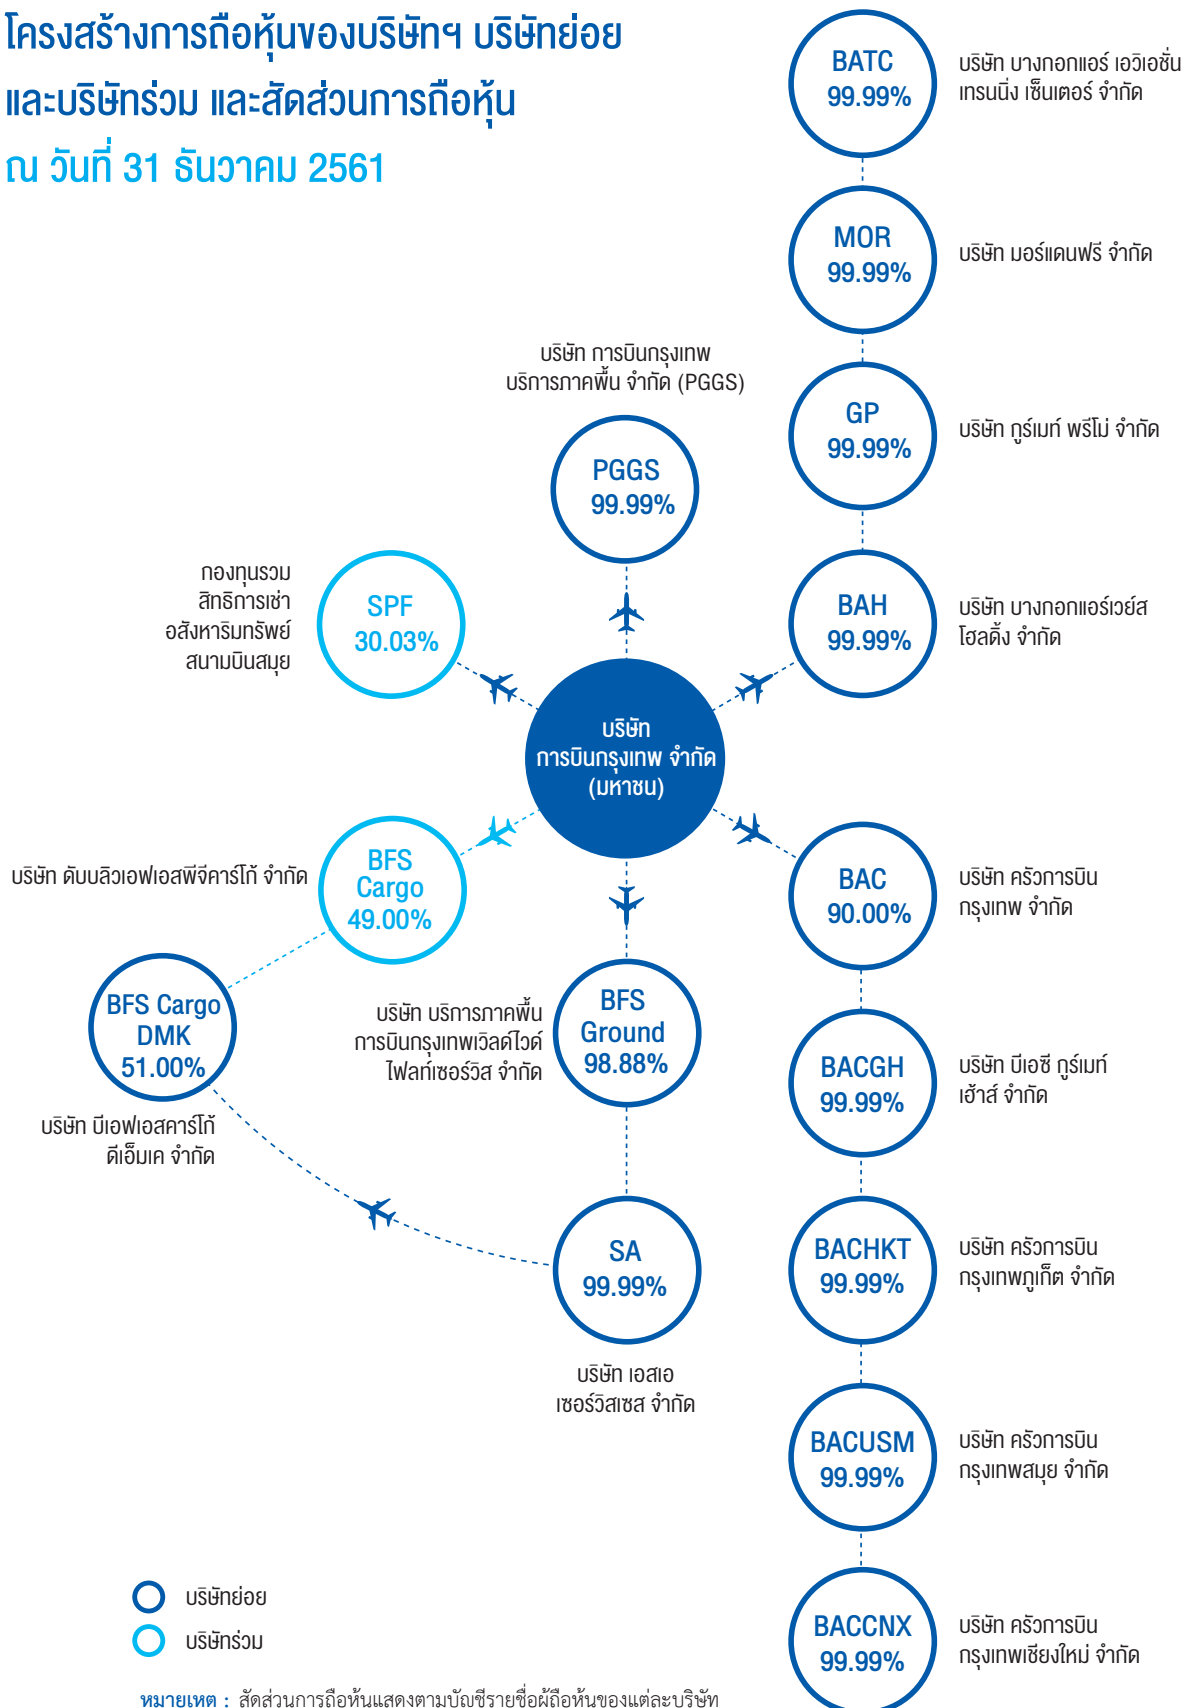 โครงสร้างการถือหุ้นของบริษัทฯ บริษัทย่อย
และบริษัทร่วม และสัดส่วนการถือหุ้น
ณ วันที่ 31 ธันวาคม 2561
BATC
99.99%
บริษัท บางกอกแอร์ เอวิเอชั่น
เทรนนิ่ง เซ็นเตอร์ จำกัด
MOR
99.99%
บริษัท มอร์แดนฟรี จำกัด
GP
99.99%
บริษัท กูร์เมท์ พรีโม่ จำกัด
BAH
99.99%
บริษัท บางกอกแอร์เวย์ส
โฮลดิ้ง จำกัด
บริษัท การบินกรุงเทพ
บริการภาคพื้น จำกัด (PGGS)
PGGS
99.99%
กองทุนรวม
สิทธิการเช่า
อสังหาริมทรัพย์
สนามบินสมุย
SPF
30.03%
บริษัท
การบินกรุงเทพ จำกัด
(มหาชน)
บริษัท ดับบลิวเอฟเอสพีจีคาร์โก้ จำกัด
BFS
Cargo
49.00%
BFS Cargo
DMK
51.00%
บริษัท บีเอฟเอสคาร์โก้
ดีเอ็มเค จำกัด
บริษัท บริการภาคพื้น
การบินกรุงเทพเวิลด์ไวด์
ไฟลท์เซอร์วิส จำกัด
BFS
Ground
98.88%
SA
99.99%
บริษัท เอสเอ
เซอร์วิสเซส จำกัด
BAC
90.00%
บริษัท ครัวการบิน
กรุงเทพ จำกัด
BACGH
99.99%
บริษัท บีเอซี กูร์เมท์
เฮ้าส์ จำกัด
BACHKT
99.99%
บริษัท ครัวการบิน
กรุงเทพภูเก็ต จำกัด
BACUSM
99.99%
บริษัท ครัวการบิน
กรุงเทพสมุย จำกัด
BACCNX
99.99%
บริษัท ครัวการบิน
กรุงเทพเชียงใหม่ จำกัด
บริษัทย่อย
บริษัทร่วม
หมายเหตุ : สัดส่วนการถือหุ้นแสดงตามบัญชีรายชื่อผู้ถือหุ้นของแต่ละบริษัท